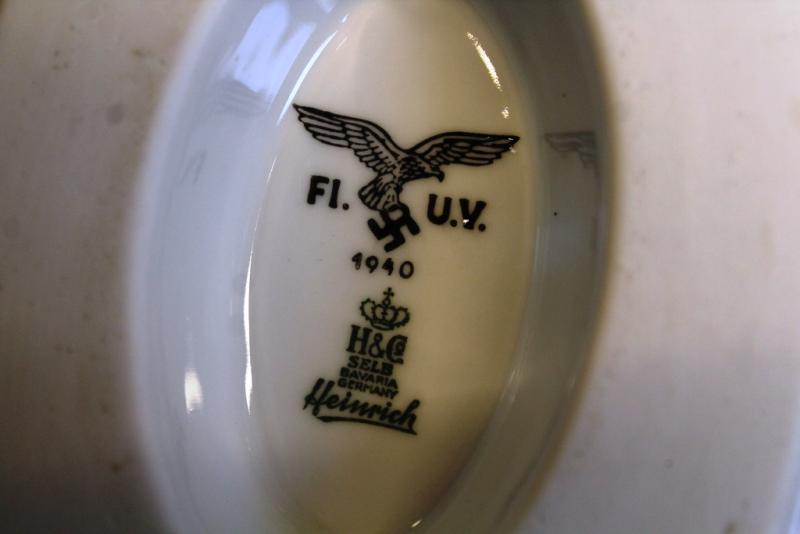 Fl. U.V.
1940
H&Co
SELB
BAVARIA
GERMANY
Heinrich